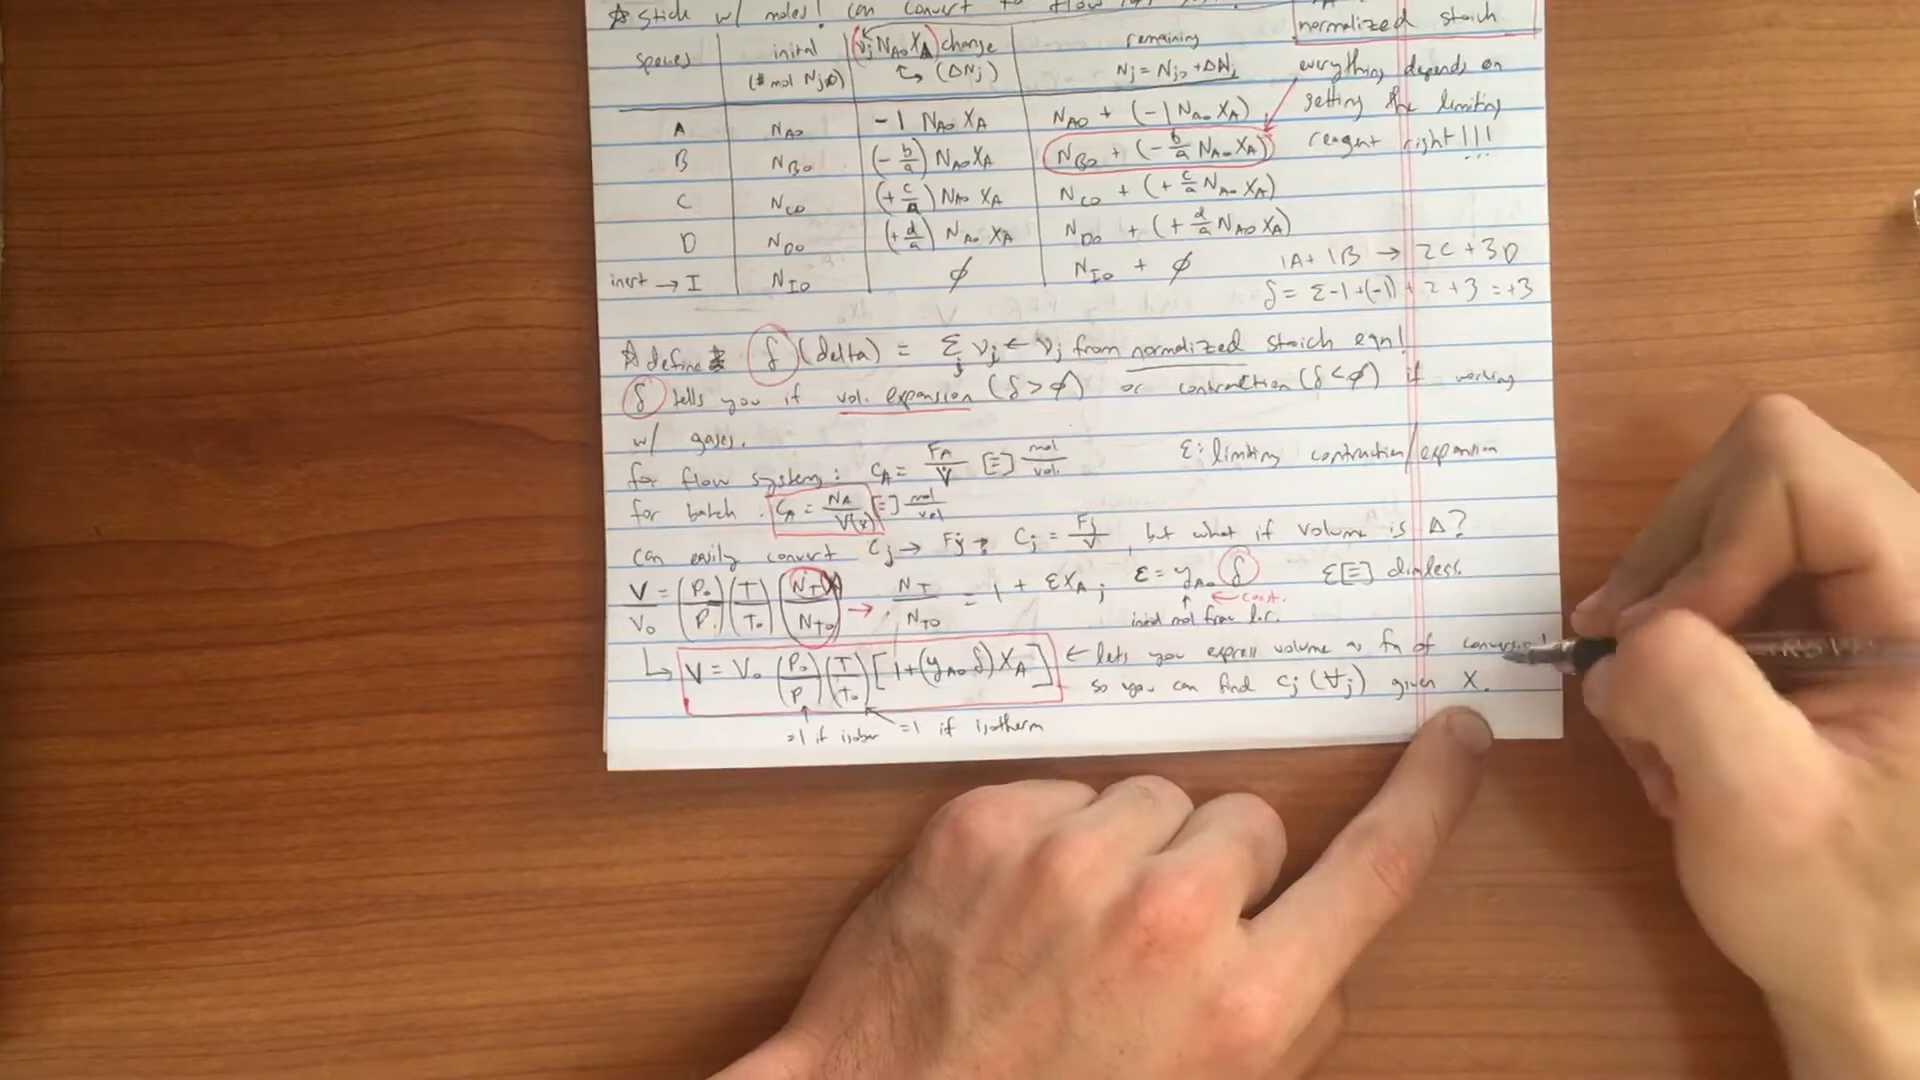 ☆ stick w/ moles! can convert to flow
normalized stoich
species | inital (# mol Nj0) | (νj NA0 XA) change ↳ (ΔNj) | remaining Nj = Nj0 + ΔNj
everything depends on getting the limiting reagent right!!!
A | NA0 | -1 NA0 XA | NA0 + (-1 NA0 XA)
B | NB0 | (-b/a) NA0 XA | NB0 + (-b/a NA0 XA)
C | NC0 | (+c/a) NA0 XA | NC0 + (+c/a NA0 XA)
D | ND0 | (+d/a) NA0 XA | ND0 + (+d/a NA0 XA)
inert → I | NI0 | ϕ | NI0 + ϕ
1A + 1B → 2C + 3D
δ = Σ -1 + (-1) + 2 + 3 = +3
☆ define δ (delta) = Σj νj ← νj from normalized stoich eqn!
δ tells you if vol. expansion (δ > ϕ) or contraction (δ < ϕ) if working
w/ gases.
ε: limiting contraction/expansion
for flow systems: CA = FA/V [≡] mol/vol.
for batch: CA = NA/V(x) [≡] mol/vol
can easily convert Cj → Fj, Cj = Fj/V, but what if volume is Δ?
V/V0 = (P0/P)(T/T0)(NT(X)/NT0) → NT/NT0 = 1 + εXA; ε = yA0 δ ε [≡] dimless.
↑ ← const.
inital mol frac l.r.
↳ V = V0 (P0/P)(T/T0)[1+(yA0 δ) XA] ← lets you express volume as fn of conversion!
so you can find cj (∀j) given X.
=1 if isobar =1 if isotherm